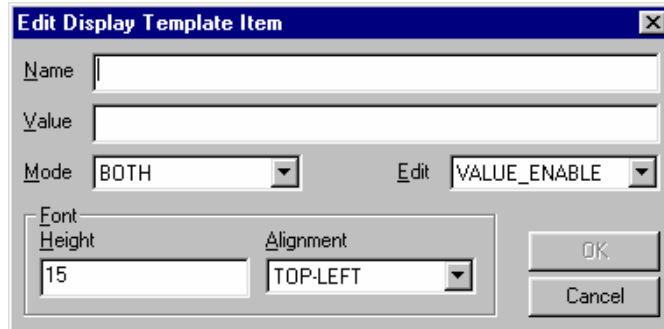 Edit Display Template Item
Name
Value
Mode BOTH Edit VALUE_ENABLE
Font
Height Alignment
15 TOP-LEFT
OK
Cancel